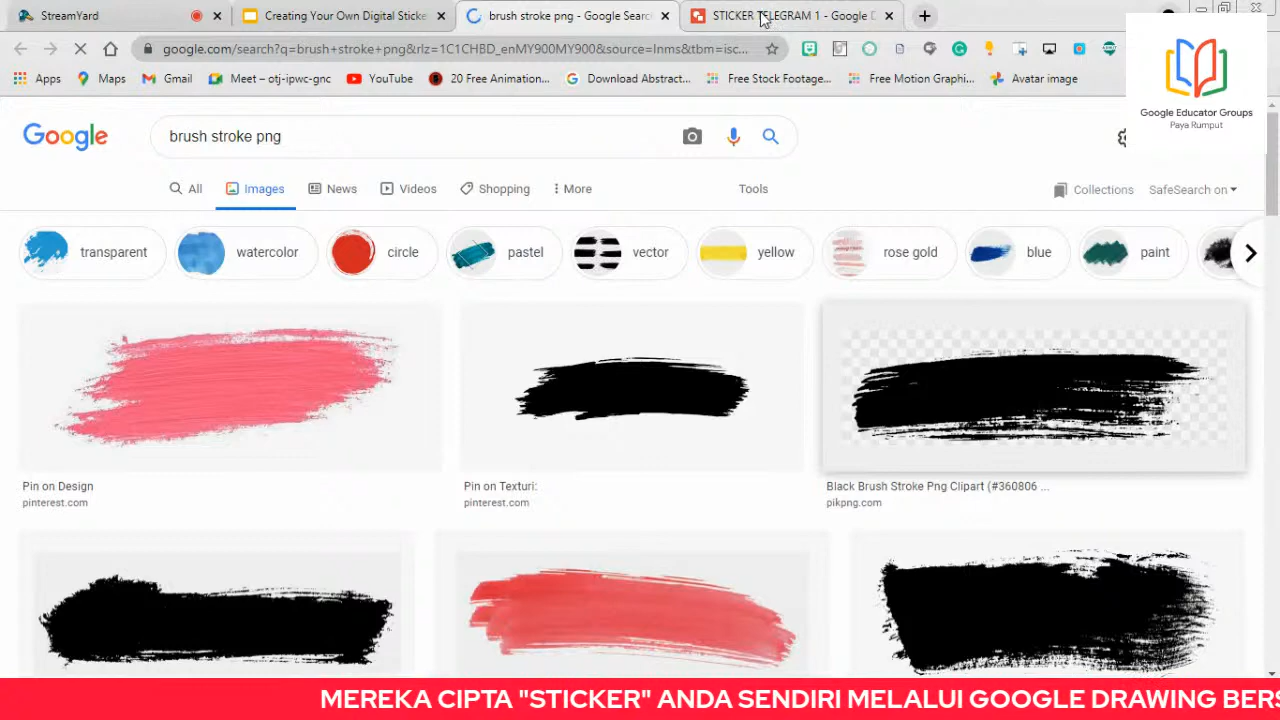 StreamYard
Creating Your Own Digital Sticke
brush stroke png - Google Searc
STICKER TELEGRAM 1 - Google D
google.com/search?q=brush+stroke+png&rlz=1C1CHBD_enMY900MY900&source=lnms&tbm=isc...
Apps
Maps
Gmail
Meet – otj-ipwc-gnc
YouTube
20 Free Animation...
Download Abstract...
Free Stock Footage...
Free Motion Graphi...
Avatar image
Google Educator Groups
Paya Rumput
Google
brush stroke png
All
Images
News
Videos
Shopping
More
Tools
Collections
SafeSearch on
transparent
watercolor
circle
pastel
vector
yellow
rose gold
blue
paint
Pin on Design
pinterest.com
Pin on Texturi:
pinterest.com
Black Brush Stroke Png Clipart (#360806 ...
pikpng.com
MEREKA CIPTA "STICKER" ANDA SENDIRI MELALUI GOOGLE DRAWING BERS